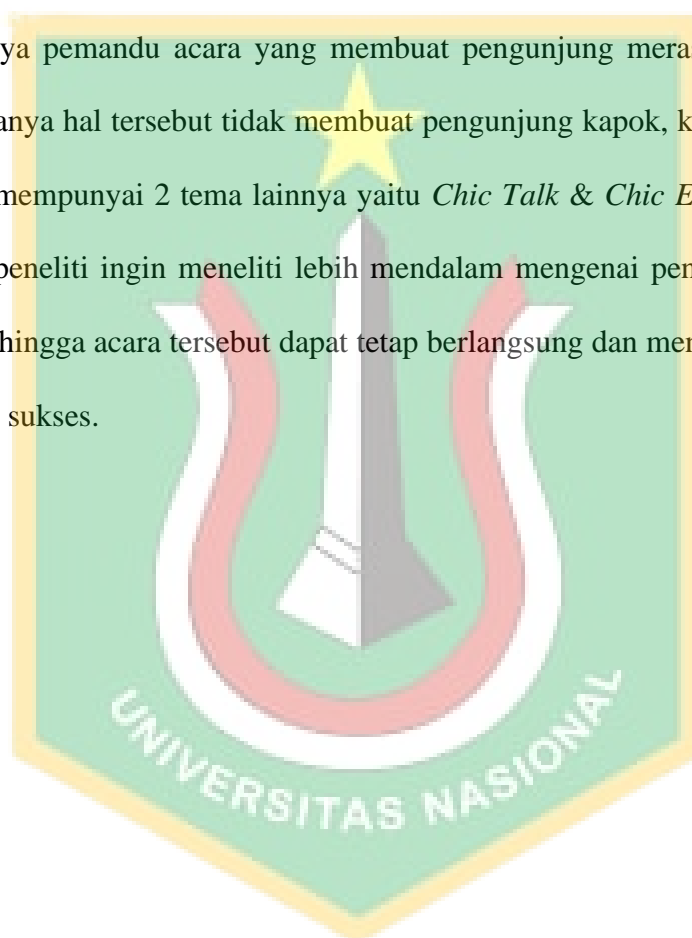 ya pemandu acara yang membuat pengunjung meras
anya hal tersebut tidak membuat pengunjung kapok, k
mempunyai 2 tema lainnya yaitu Chic Talk & Chic E
peneliti ingin meneliti lebih mendalam mengenai pen
hingga acara tersebut dapat tetap berlangsung dan men
sukses.
UNIVERSITAS NASIONAL